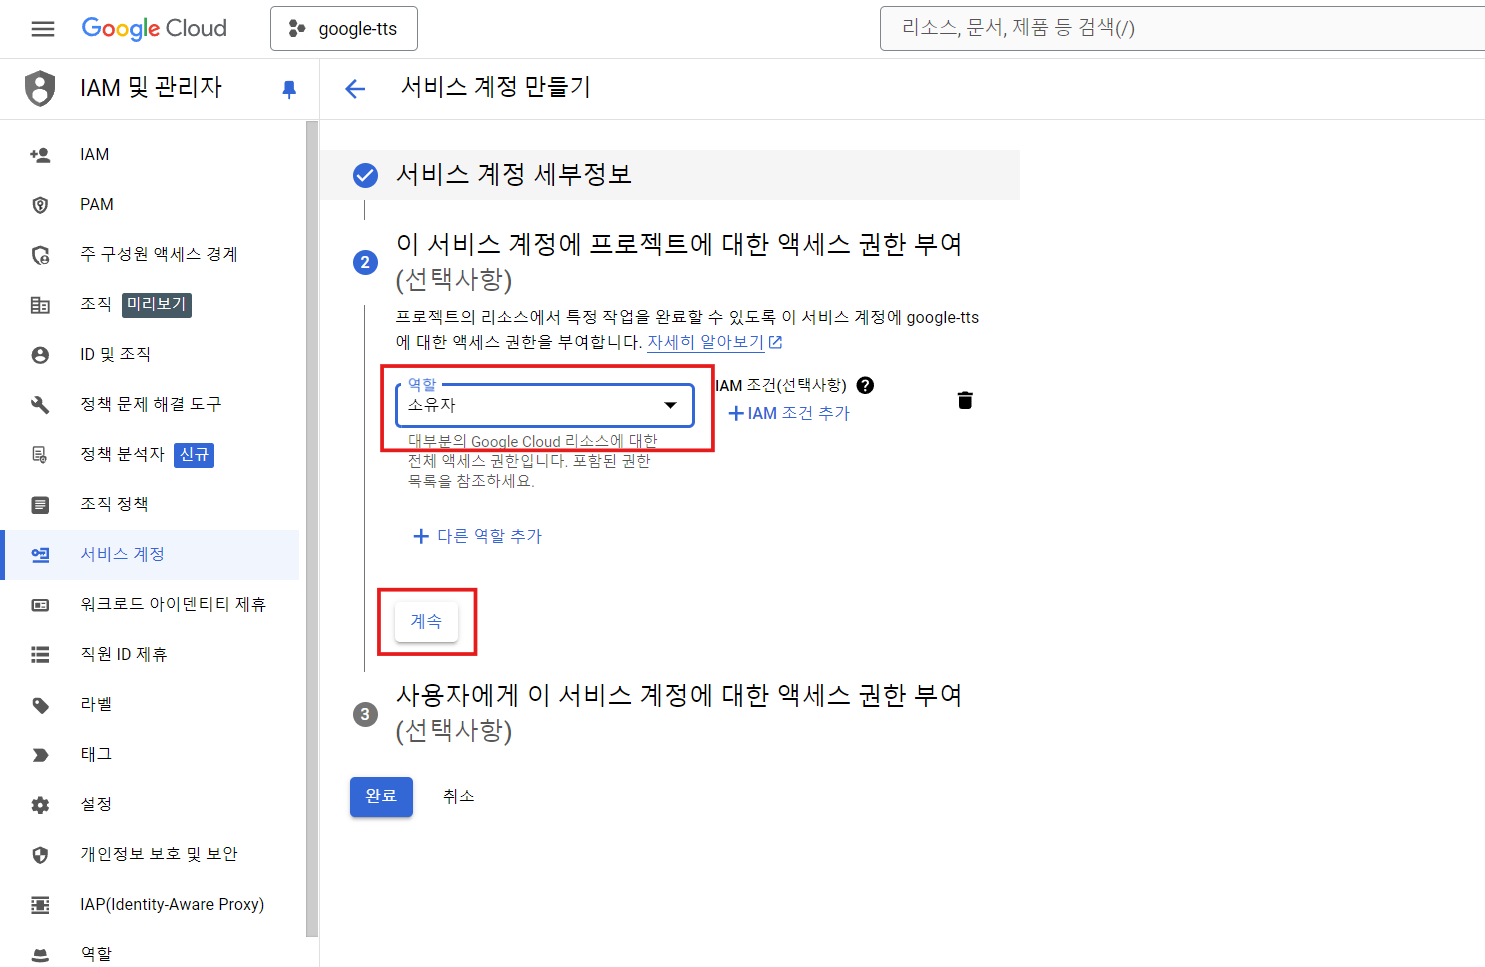 Google Cloud
google-tts
리소스, 문서, 제품 등 검색(/)
IAM 및 관리자
서비스 계정 만들기
IAM
PAM
주 구성원 액세스 경계
조직 미리보기
ID 및 조직
정책 문제 해결 도구
정책 분석자 신규
조직 정책
서비스 계정
워크로드 아이덴티티 제휴
직원 ID 제휴
라벨
태그
설정
개인정보 보호 및 보안
IAP(Identity-Aware Proxy)
역할
서비스 계정 세부정보
2
이 서비스 계정에 프로젝트에 대한 액세스 권한 부여
(선택사항)
프로젝트의 리소스에서 특정 작업을 완료할 수 있도록 이 서비스 계정에 google-tts
에 대한 액세스 권한을 부여합니다. 자세히 알아보기
역할
소유자
IAM 조건(선택사항) ?
+ IAM 조건 추가
대부분의 Google Cloud 리소스에 대한
전체 액세스 권한입니다. 포함된 권한
목록을 참조하세요.
+ 다른 역할 추가
계속
3
사용자에게 이 서비스 계정에 대한 액세스 권한 부여
(선택사항)
완료
취소